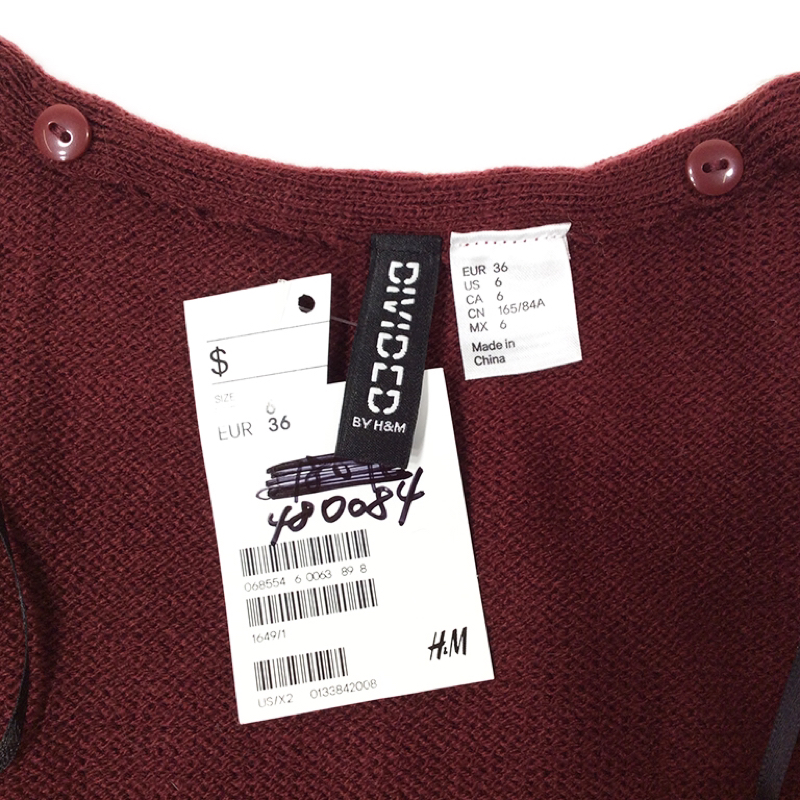 $
SIZE
6
EUR 36
480084
068554 6 0063 89 8
1649/1
H&M
US/X2 0133842008
DIVIDED
BY H&M
EUR 36
US 6
CA 6
CN 165/84A
MX 6
Made in
China